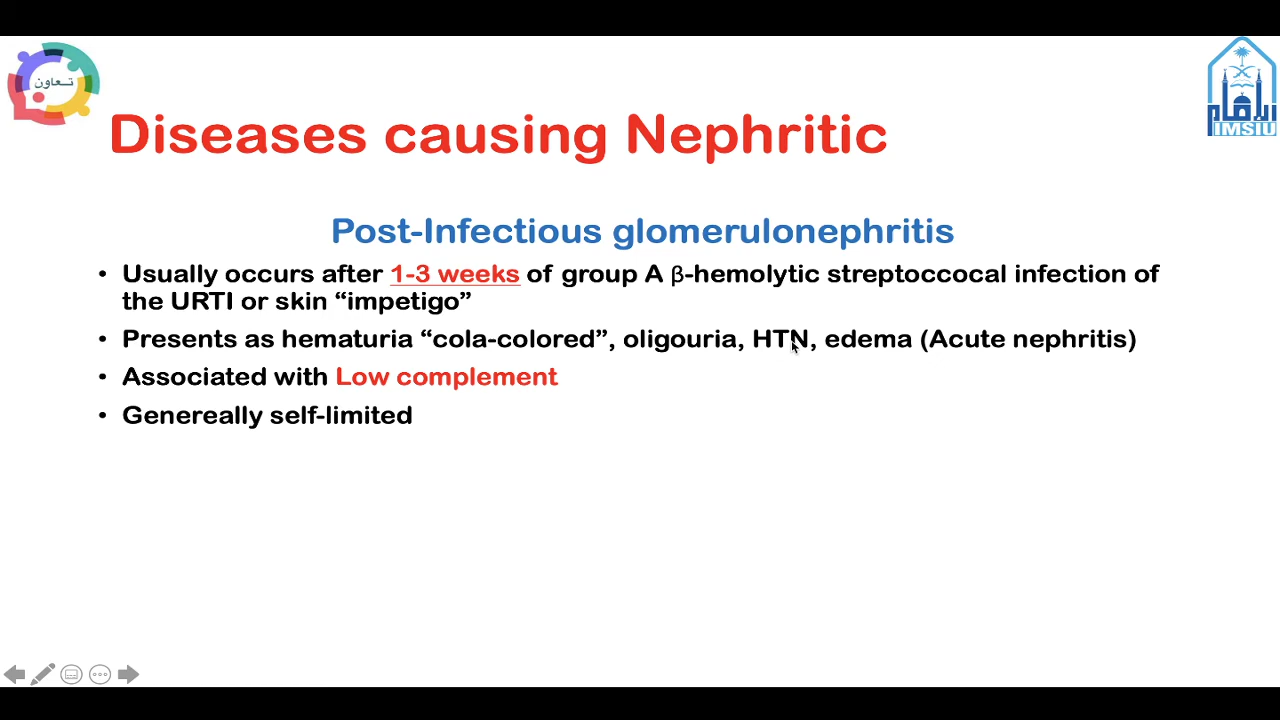 تعاون
الإمام
IMSIU
Diseases causing Nephritic
Post-Infectious glomerulonephritis
• Usually occurs after 1-3 weeks of group A β-hemolytic streptoccocal infection of
the URTI or skin “impetigo”
• Presents as hematuria “cola-colored”, oligouria, HTN, edema (Acute nephritis)
• Associated with Low complement
• Genereally self-limited